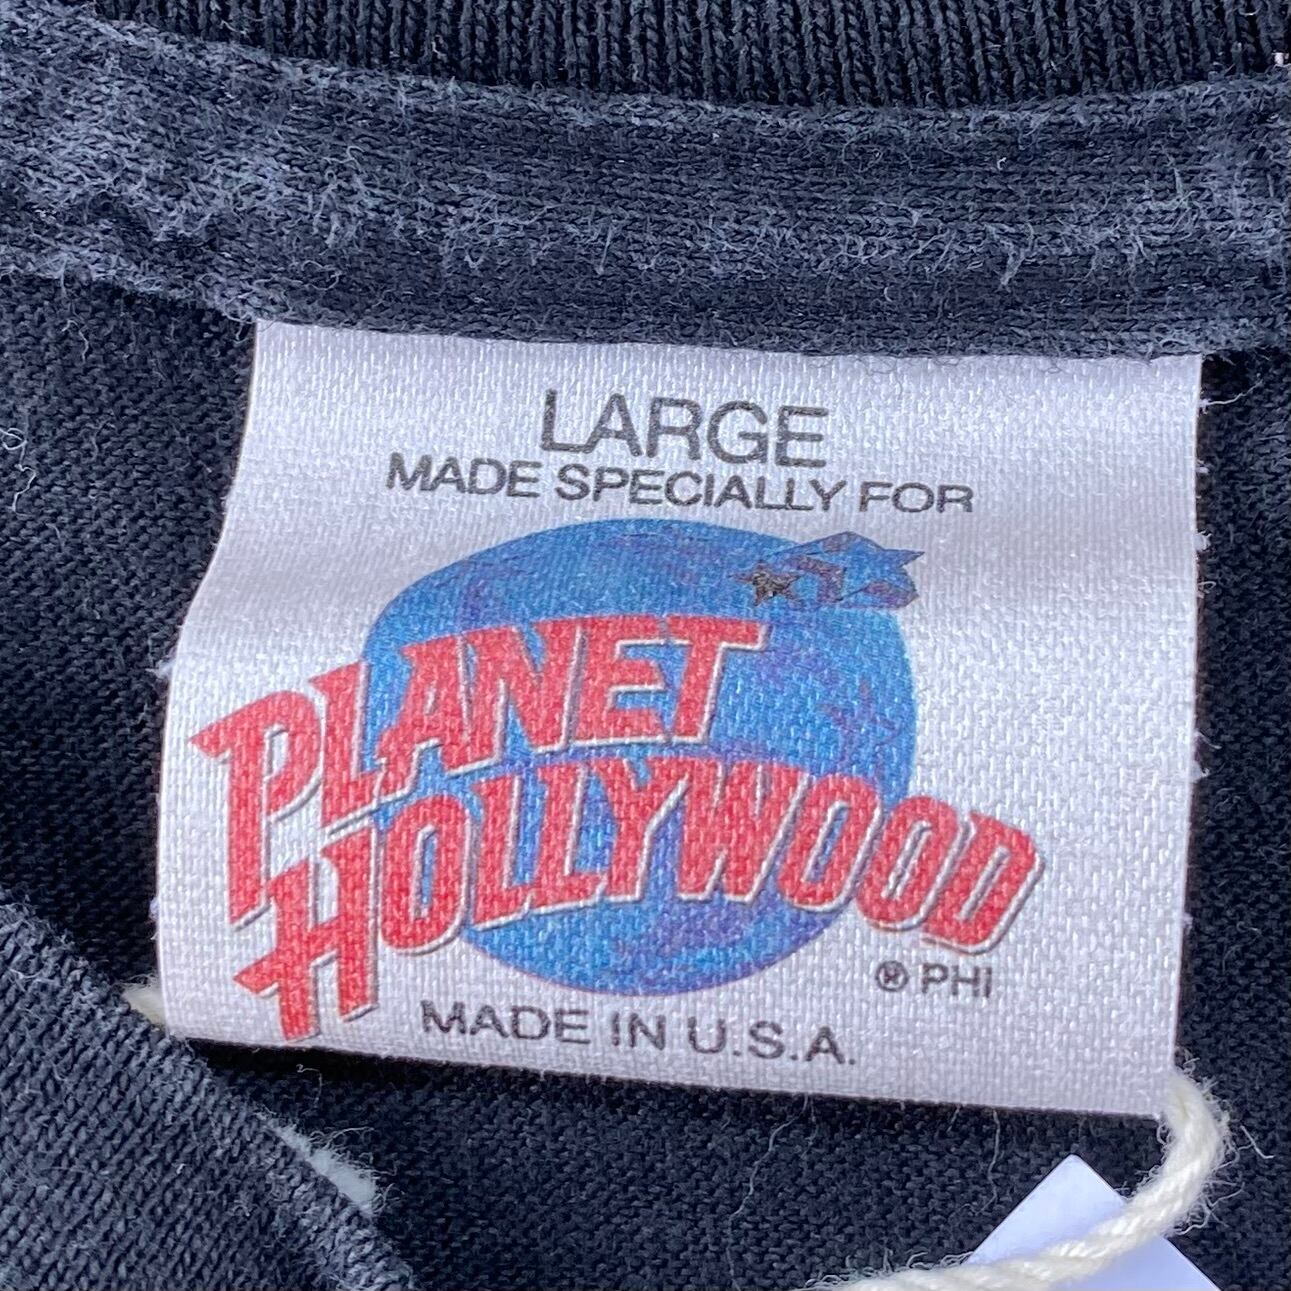 LARGE
MADE SPECIALLY FOR
PLANET
HOLLYWOOD
® PHI
MADE IN U.S.A.